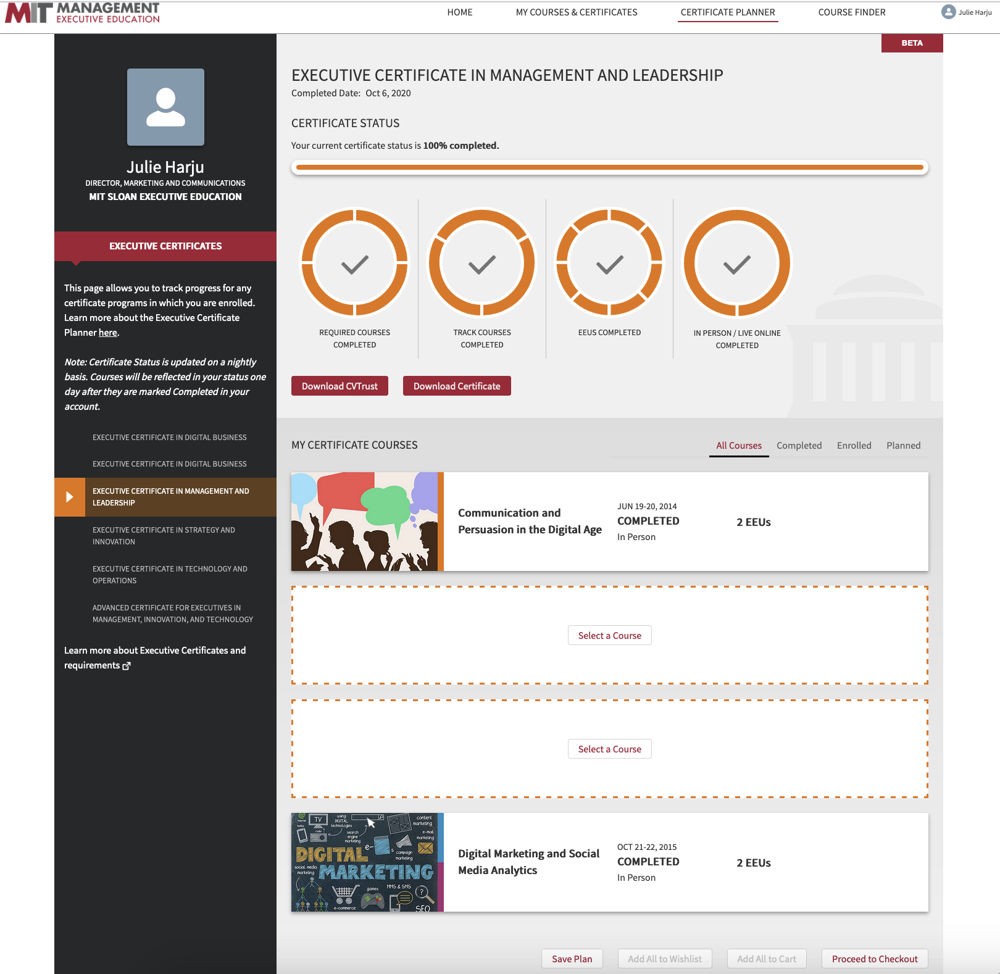 MIT MANAGEMENT
EXECUTIVE EDUCATION
HOME
MY COURSES & CERTIFICATES
CERTIFICATE PLANNER
COURSE FINDER
Julie Harju
BETA
Julie Harju
DIRECTOR, MARKETING AND COMMUNICATIONS
MIT SLOAN EXECUTIVE EDUCATION
EXECUTIVE CERTIFICATES
This page allows you to track progress for any
certificate programs in which you are enrolled.
Learn more about the Executive Certificate
Planner here.
Note: Certificate Status is updated on a nightly
basis. Courses will be reflected in your status one
day after they are marked Completed in your
account.
EXECUTIVE CERTIFICATE IN DIGITAL BUSINESS
EXECUTIVE CERTIFICATE IN DIGITAL BUSINESS
EXECUTIVE CERTIFICATE IN MANAGEMENT AND
LEADERSHIP
EXECUTIVE CERTIFICATE IN STRATEGY AND
INNOVATION
EXECUTIVE CERTIFICATE IN TECHNOLOGY AND
OPERATIONS
ADVANCED CERTIFICATE FOR EXECUTIVES IN
MANAGEMENT, INNOVATION, AND TECHNOLOGY
Learn more about Executive Certificates and
requirements
EXECUTIVE CERTIFICATE IN MANAGEMENT AND LEADERSHIP
Completed Date: Oct 6, 2020
CERTIFICATE STATUS
Your current certificate status is 100% completed.
REQUIRED COURSES
COMPLETED
TRACK COURSES
COMPLETED
EEUS COMPLETED
IN PERSON / LIVE ONLINE
COMPLETED
Download CVTrust
Download Certificate
MY CERTIFICATE COURSES
All Courses
Completed
Enrolled
Planned
Communication and
Persuasion in the Digital Age
JUN 19-20, 2014
COMPLETED
In Person
2 EEUs
Select a Course
Select a Course
@
internet
mobile
TV
radio
using
DIGITAL
technologies
search
engine
marketing
content
marketing
e-mail
marketing
e-
s
campaign
marketing
DIGITAL
MARKETING
social media
marketing
games
MMS & SMS
?
e-commerce
SEO
Digital Marketing and Social
Media Analytics
OCT 21-22, 2015
COMPLETED
In Person
2 EEUs
Save Plan
Add All to Wishlist
Add All to Cart
Proceed to Checkout